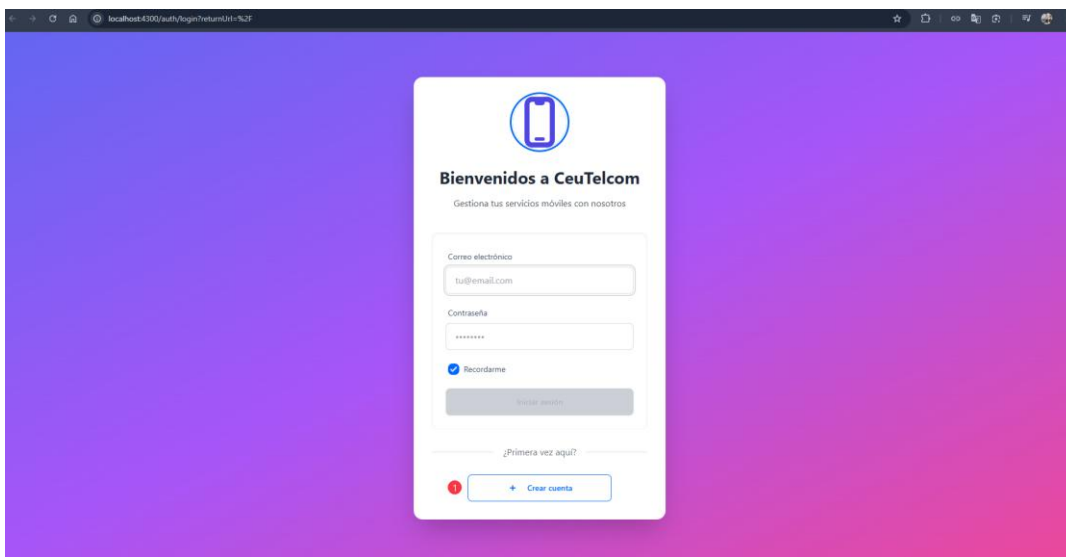 localhost:4300/auth/login?returnUrl=%2F
Bienvenidos a CeuTelcom
Gestiona tus servicios móviles con nosotros
Correo electrónico
tu@email.com
Contraseña
••••••••
Recordarme
Iniciar sesión
¿Primera vez aquí?
1 + Crear cuenta